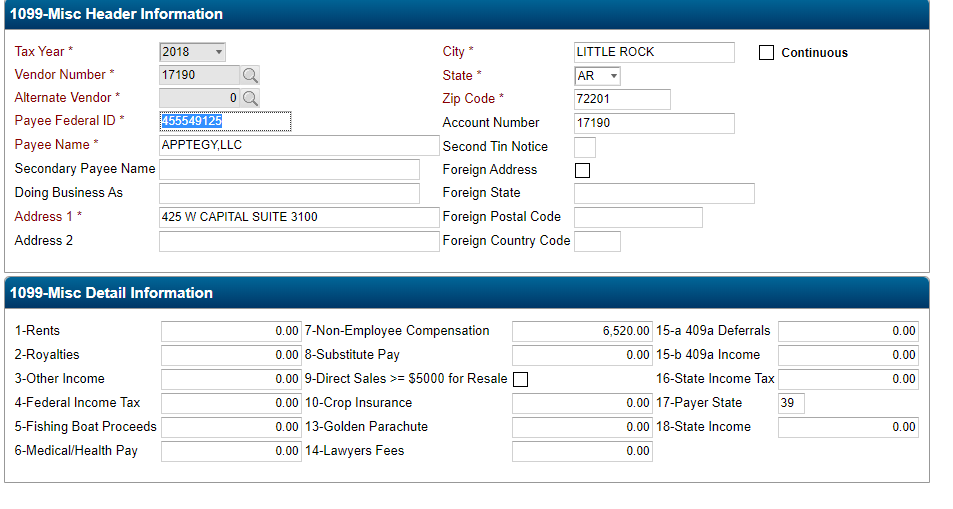 1099-Misc Header Information
Tax Year * 2018 City * LITTLE ROCK Continuous
Vendor Number * 17190 State * AR
Alternate Vendor * 0 Zip Code * 72201
Payee Federal ID * 455549125 Account Number 17190
Payee Name * APPTEGY,LLC Second Tin Notice
Secondary Payee Name Foreign Address
Doing Business As Foreign State
Address 1 * 425 W CAPITAL SUITE 3100 Foreign Postal Code
Address 2 Foreign Country Code
1099-Misc Detail Information
1-Rents 0.00 7-Non-Employee Compensation 6,520.00 15-a 409a Deferrals 0.00
2-Royalties 0.00 8-Substitute Pay 0.00 15-b 409a Income 0.00
3-Other Income 0.00 9-Direct Sales >= $5000 for Resale 16-State Income Tax 0.00
4-Federal Income Tax 0.00 10-Crop Insurance 0.00 17-Payer State 39
5-Fishing Boat Proceeds 0.00 13-Golden Parachute 0.00 18-State Income 0.00
6-Medical/Health Pay 0.00 14-Lawyers Fees 0.00